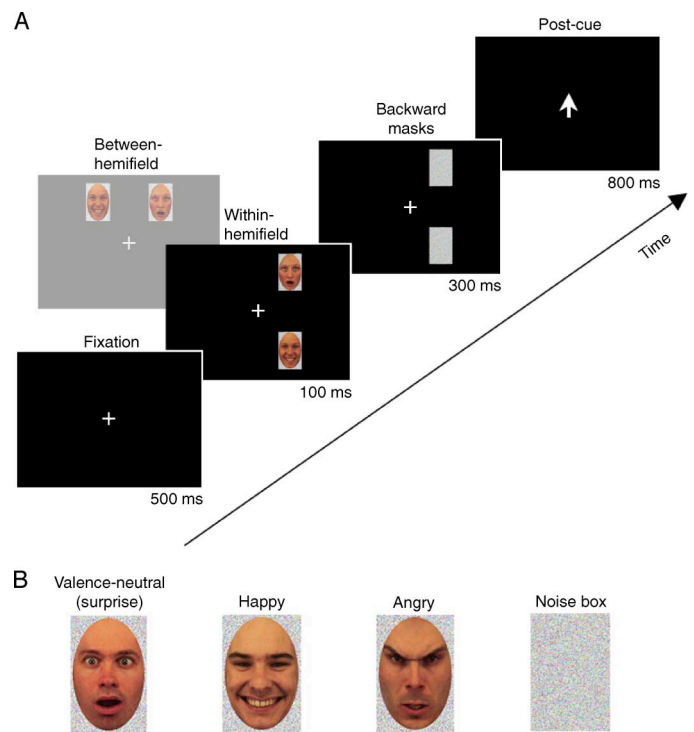 A
Post-cue
800 ms
Backward
masks
300 ms
Between-
hemifield
Within-
hemifield
100 ms
Time
Fixation
500 ms
B
Valence-neutral
(surprise)
Happy
Angry
Noise box